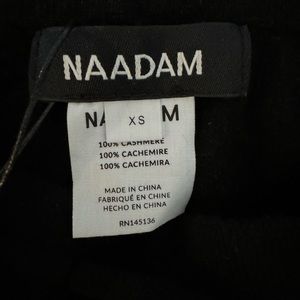 NAADAM
NA M
XS
100% CASHMERE
100% CACHEMIRE
100% CACHEMIRA
MADE IN CHINA
FABRIQUÉ EN CHINE
HECHO EN CHINA
RN145136